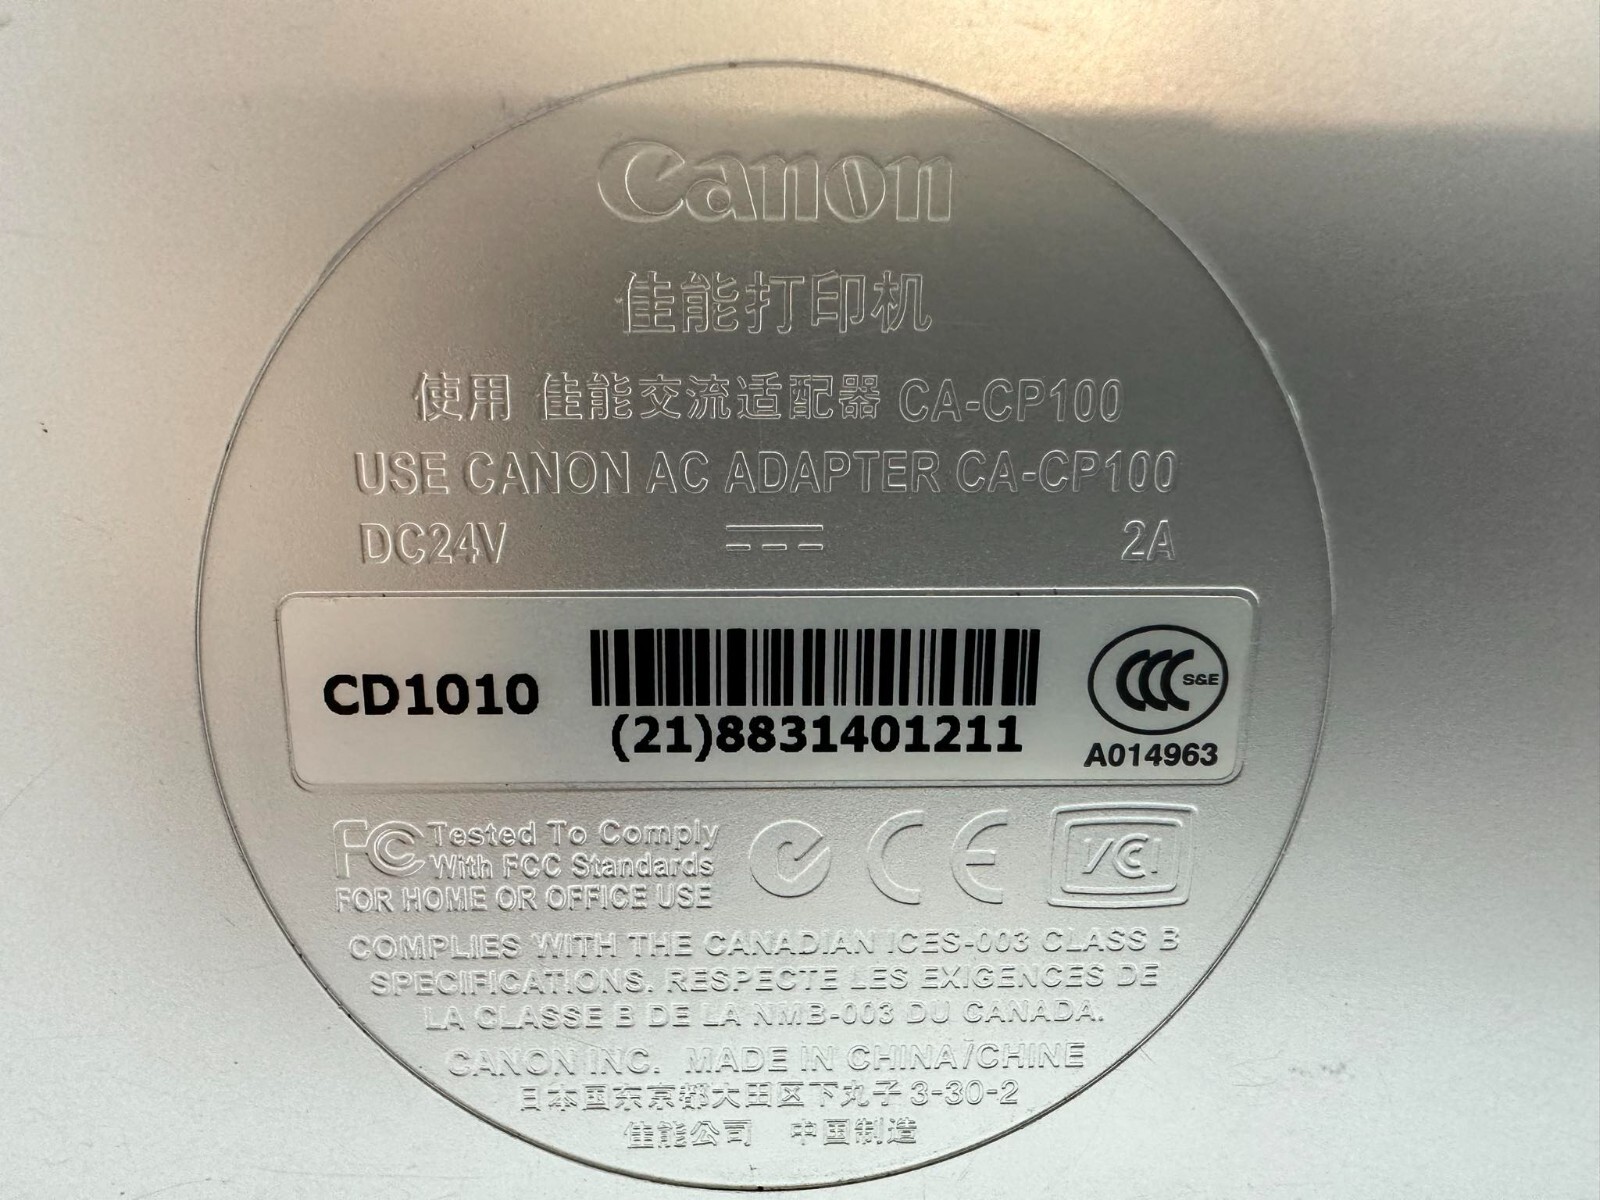 Canon
佳能打印机
使用 佳能交流适配器 CA-CP100
USE CANON AC ADAPTER CA-CP100
DC24V 2A
CD1010
(21)8831401211
CCC S&E
A014963
FC Tested To Comply
With FCC Standards
FOR HOME OR OFFICE USE
CE
VCI
COMPLIES WITH THE CANADIAN ICES-003 CLASS B
SPECIFICATIONS. RESPECTE LES EXIGENCES DE
LA CLASSE B DE LA NMB-003 DU CANADA.
CANON INC. MADE IN CHINA/CHINE
日本国东京都大田区下丸子 3-30-2
佳能公司 中国制造